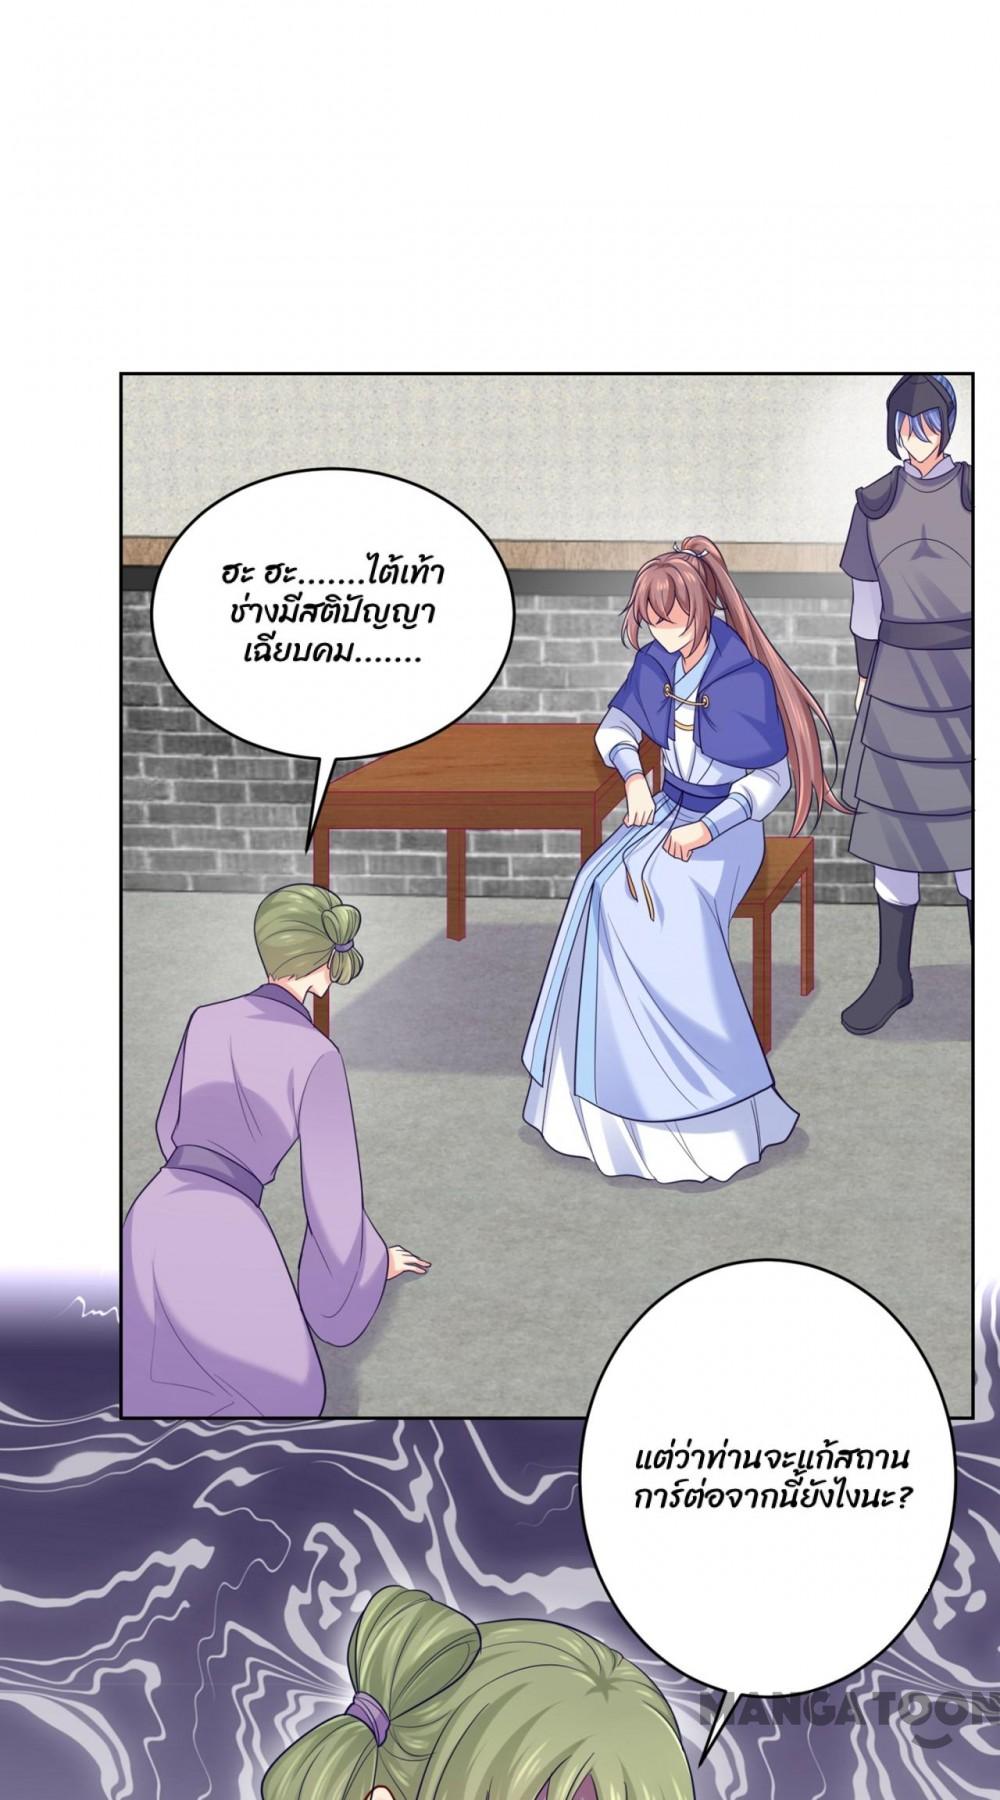 ฮะ ฮะ.......ไต้เท้า
ช่างมีสติปัญญา
เฉียบคม.......
แต่ว่าท่านจะแก้สถาน
การ์ต่อจากนี้ยังไงนะ?
MANGATOON